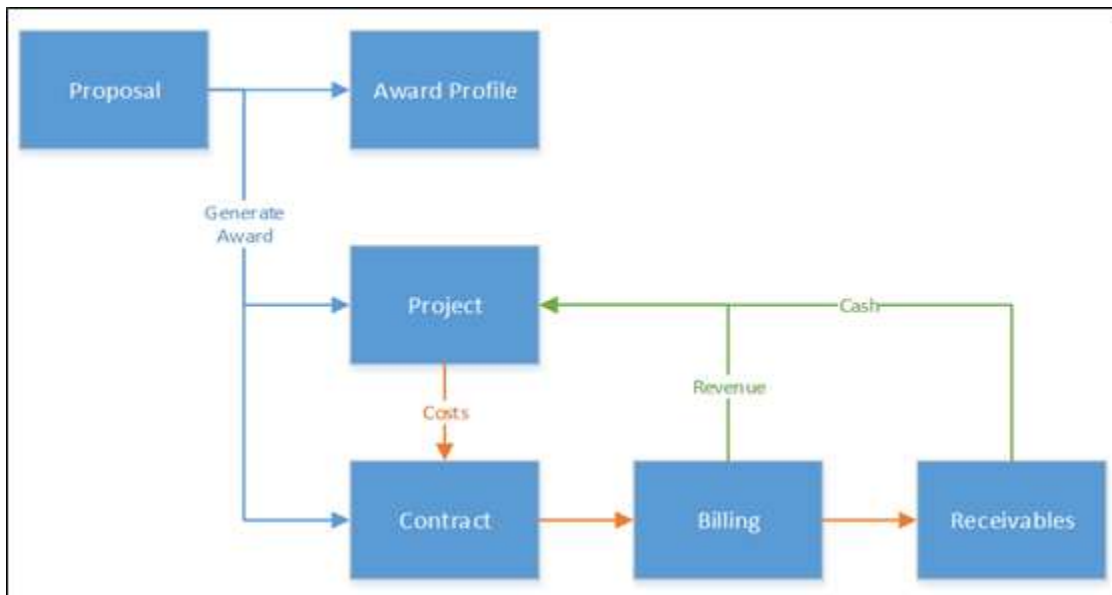 Proposal
Award Profile
Generate
Award
Project
Cash
Revenue
Costs
Contract
Billing
Receivables